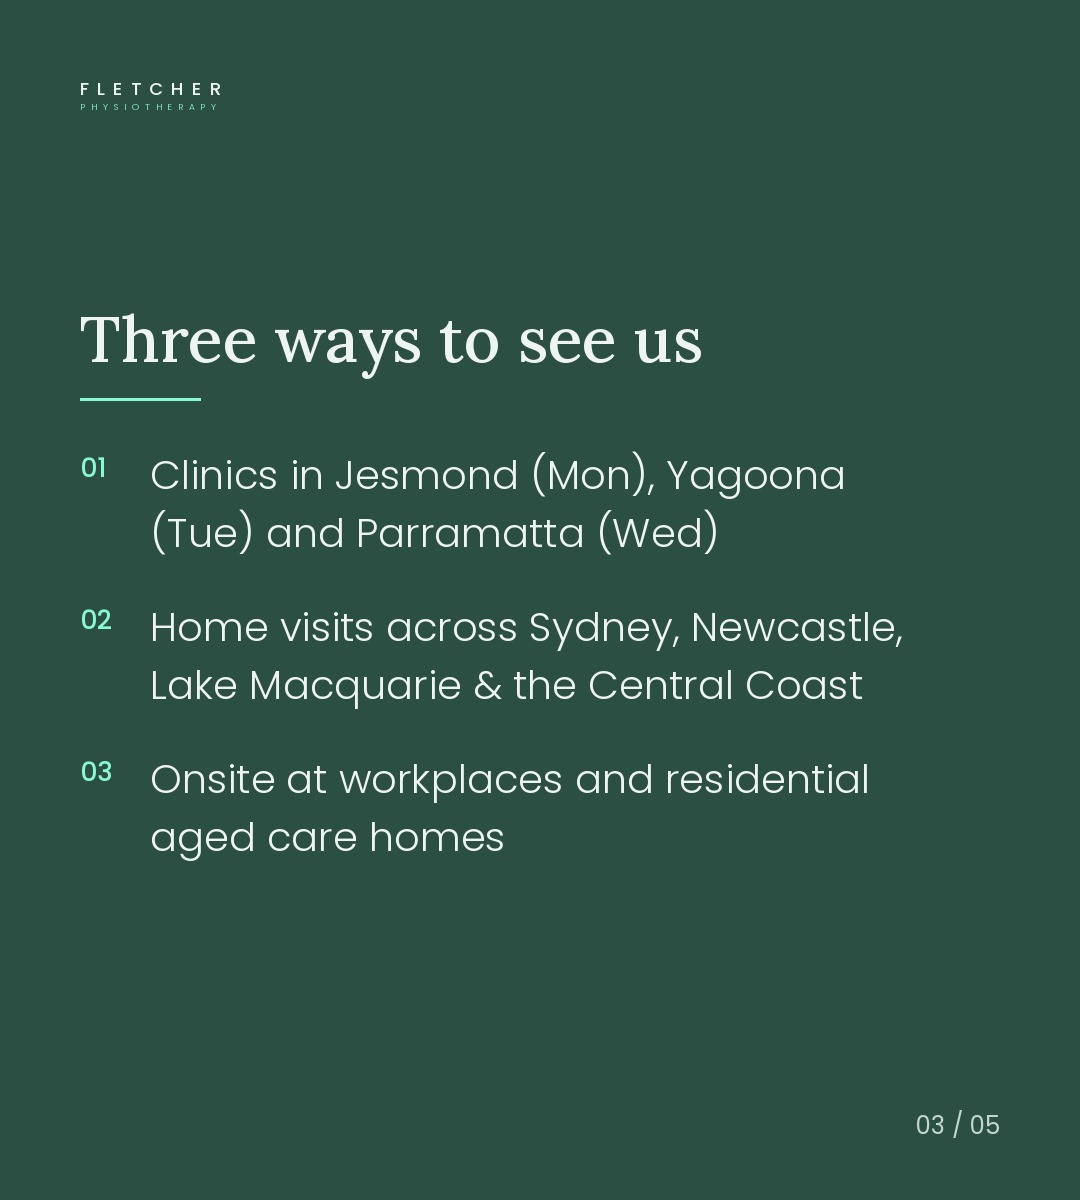 FLETCHER
PHYSIOTHERAPY
Three ways to see us
01 Clinics in Jesmond (Mon), Yagoona
(Tue) and Parramatta (Wed)
02 Home visits across Sydney, Newcastle,
Lake Macquarie & the Central Coast
03 Onsite at workplaces and residential
aged care homes
03 / 05